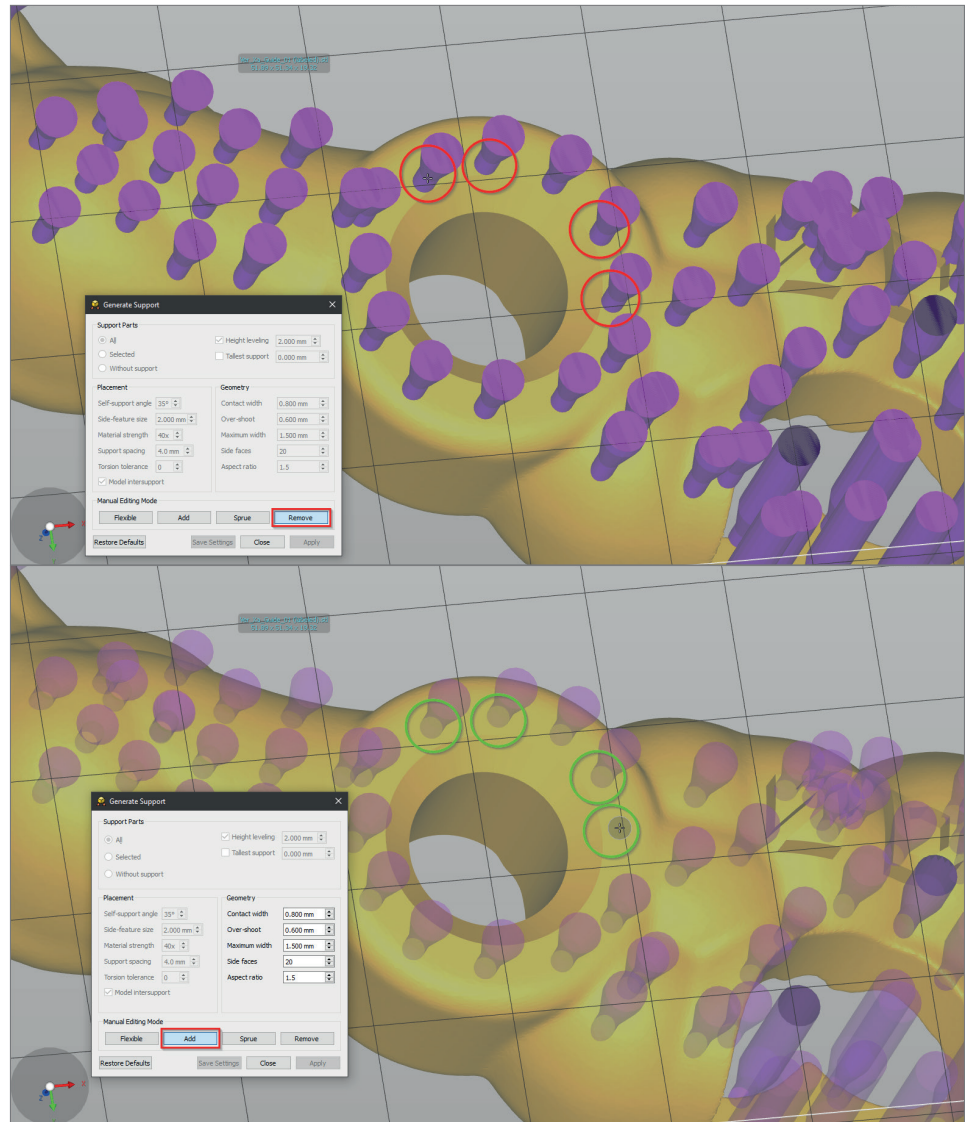 Generate Support
Support Parts
All
Height leveling 2.000 mm
Selected
Tallest support 0.000 mm
Without support
Placement Geometry
Self-support angle 35° Contact width 0.800 mm
Side-feature size 2.000 mm Over-shoot 0.600 mm
Material strength 40x Maximum width 1.500 mm
Support spacing 4.0 mm Side faces 20
Torsion tolerance 0 Aspect ratio 1.5
Model intersupport
Manual Editing Mode
Flexible Add Sprue Remove
Restore Defaults Save Settings Close Apply
Z
Generate Support
Support Parts
All
Height leveling 2.000 mm
Selected
Tallest support 0.000 mm
Without support
Placement Geometry
Self-support angle 35° Contact width 0.800 mm
Side-feature size 2.000 mm Over-shoot 0.600 mm
Material strength 40x Maximum width 1.500 mm
Support spacing 4.0 mm Side faces 20
Torsion tolerance 0 Aspect ratio 1.5
Model intersupport
Manual Editing Mode
Flexible Add Sprue Remove
Restore Defaults Save Settings Close Apply
Z